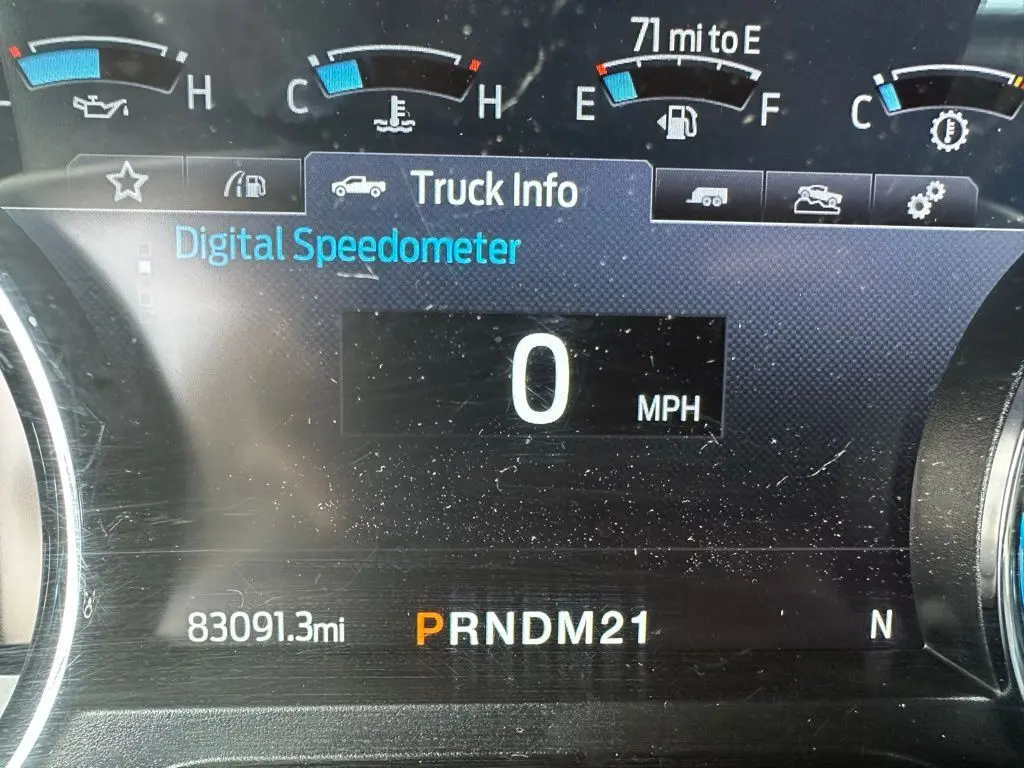 71 mi to E
H C H E F C
Truck Info
Digital Speedometer
0 MPH
83091.3mi PRNDM21 N